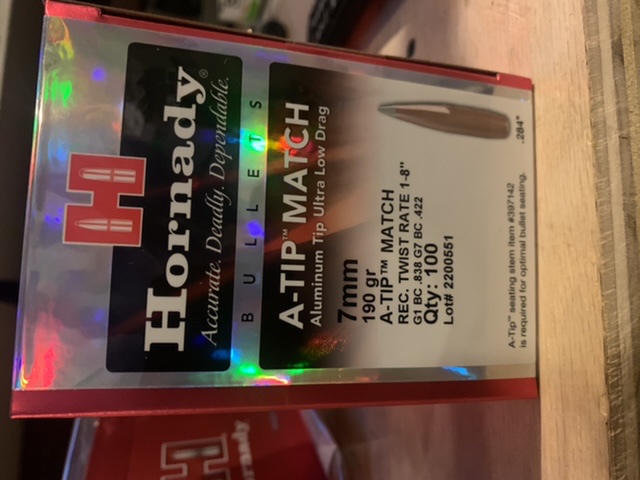 H
Hornady®
Accurate. Deadly. Dependable.
BULLETS
A-TIP™ MATCH
Aluminum Tip Ultra Low Drag
7mm
190 gr
A-TIP™ MATCH
REC. TWIST RATE 1-8"
G1 BC .838 G7 BC .422
Qty: 100
Lot# 2200551
.284"
A-Tip™ seating stem item #397142
is required for optimal bullet seating.
H
rnady